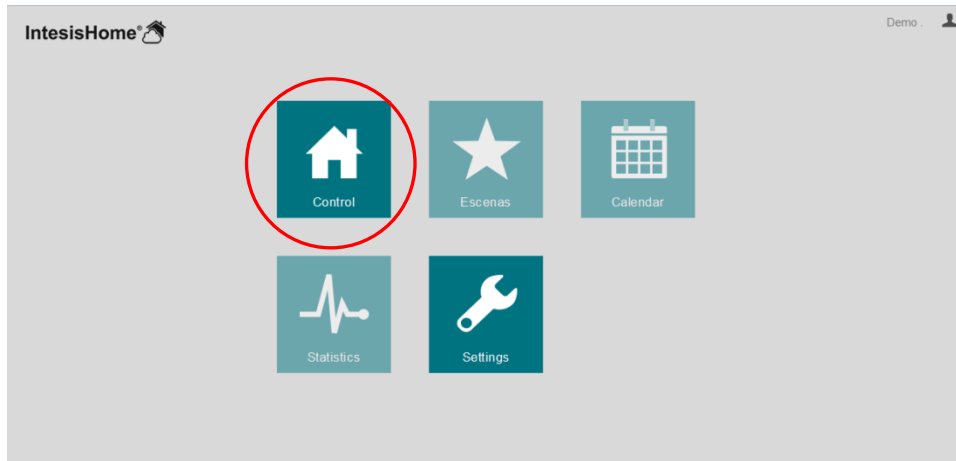 IntesisHome®
Demo .
Control
Escenas
Calendar
Statistics
Settings